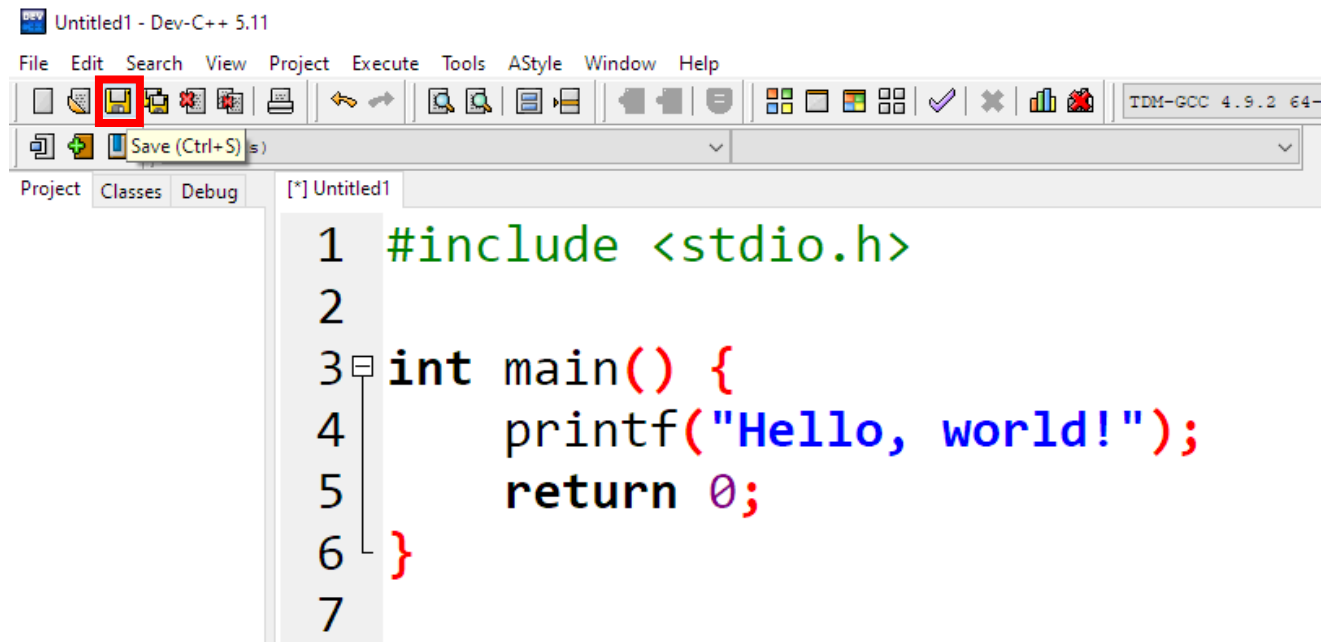 Untitled1 - Dev-C++ 5.11
File Edit Search View Project Execute Tools AStyle Window Help
TDM-GCC 4.9.2 64-
Save (Ctrl+S) s)
Project Classes Debug [*] Untitled1
1 #include <stdio.h>
2
3 int main() {
4 printf("Hello, world!");
5 return 0;
6 }
7